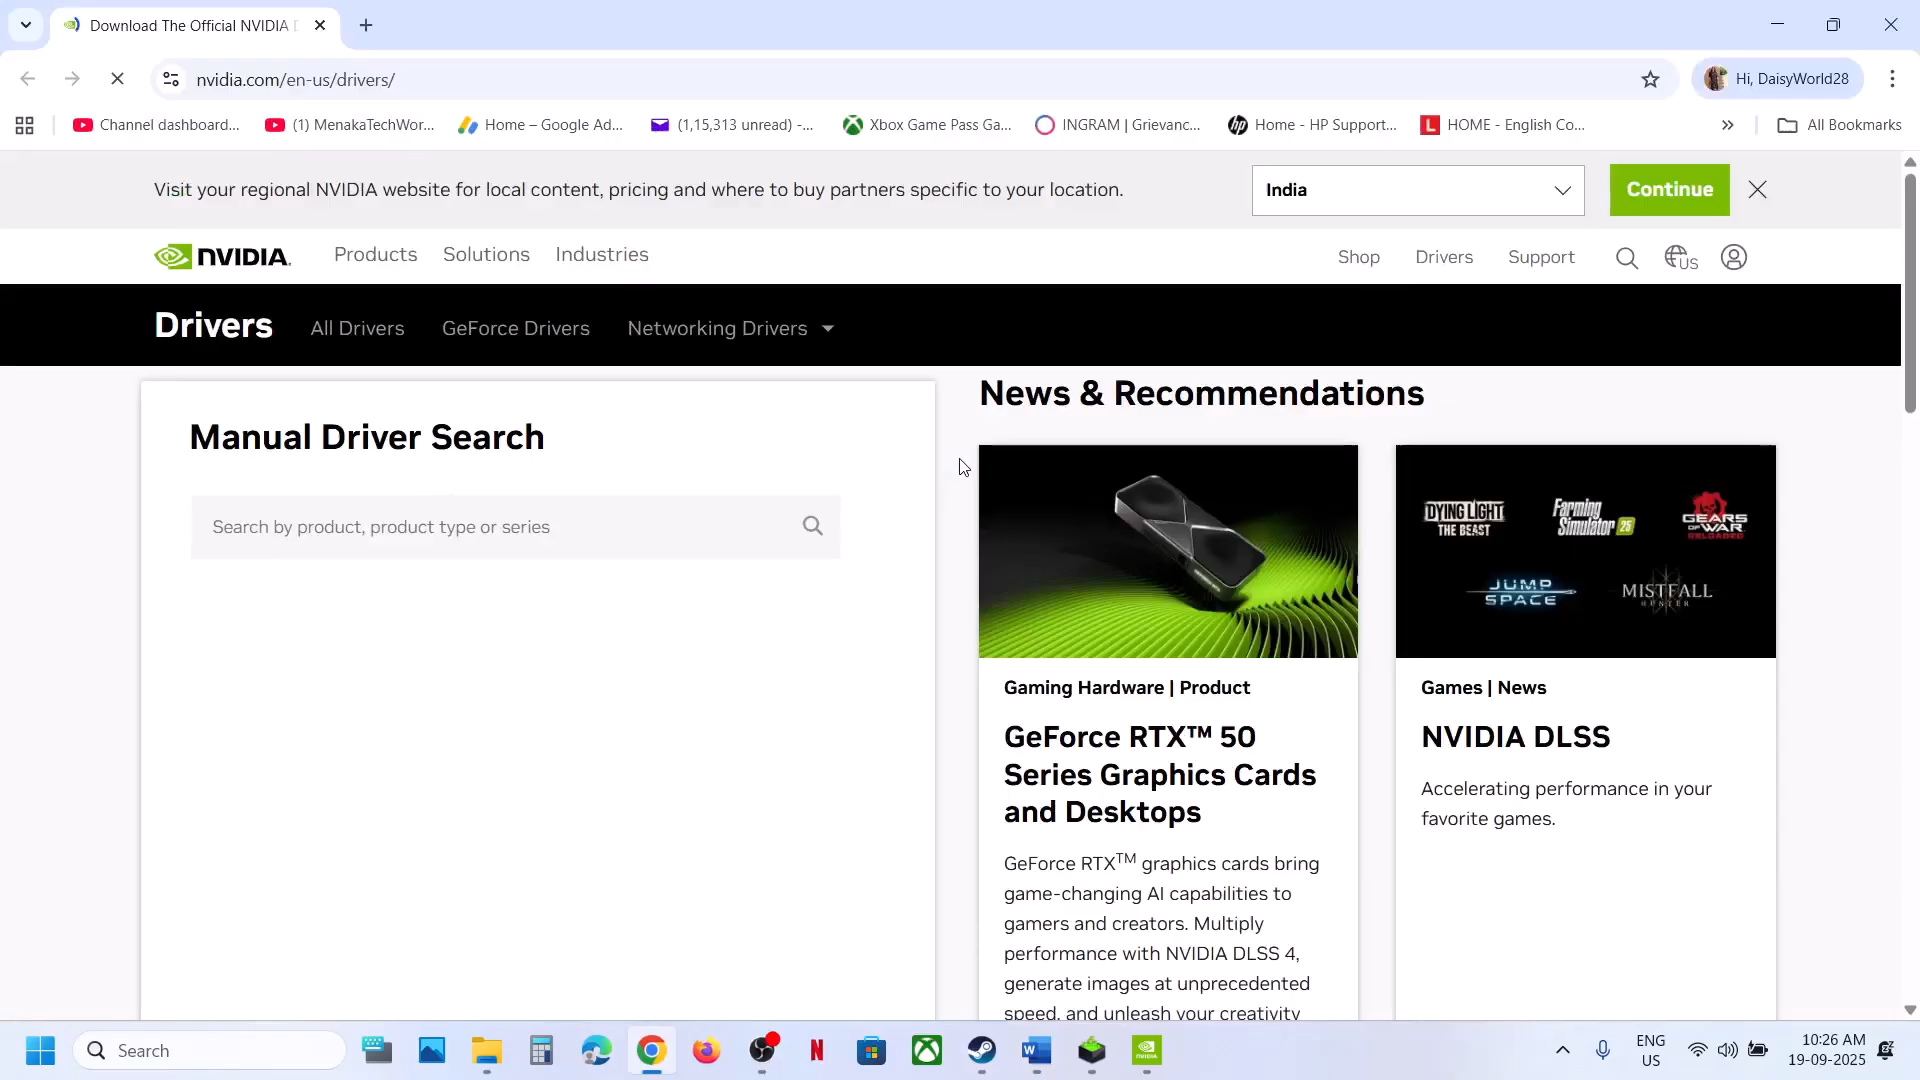 Download The Official NVIDIA D
nvidia.com/en-us/drivers/
Hi, DaisyWorld28
Channel dashboard...
(1) MenakaTechWor...
Home – Google Ad...
(1,15,313 unread) -...
Xbox Game Pass Ga...
INGRAM | Grievanc...
Home - HP Support...
HOME - English Co...
All Bookmarks
Visit your regional NVIDIA website for local content, pricing and where to buy partners specific to your location.
India
Continue
NVIDIA.
Products
Solutions
Industries
Shop
Drivers
Support
US
Drivers
All Drivers
GeForce Drivers
Networking Drivers
Manual Driver Search
Search by product, product type or series
News & Recommendations
Gaming Hardware | Product
GeForce RTX™ 50
Series Graphics Cards
and Desktops
GeForce RTX™ graphics cards bring
game-changing AI capabilities to
gamers and creators. Multiply
performance with NVIDIA DLSS 4,
generate images at unprecedented
speed, and unleash your creativity
DYING LIGHT
THE BEAST
Farming
Simulator 25
GEARS
OF WAR
RELOADED
JUMP
SPACE
MISTFALL
HUNTER
Games | News
NVIDIA DLSS
Accelerating performance in your
favorite games.
Search
ENG
US
10:26 AM
19-09-2025